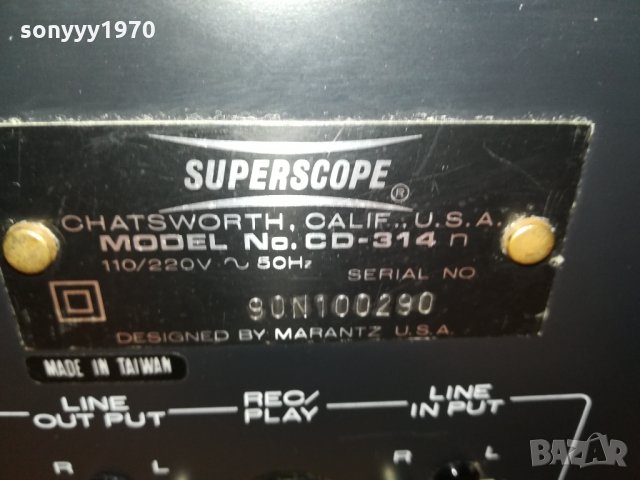 sonyyy1970
SUPERSCOPE ®
CHATSWORTH, CALIF., U.S.A.
MODEL No. CD-314 n
110/220V ~ 50Hz
SERIAL NO
90N100290
DESIGNED BY MARANTZ U.S.A.
MADE IN TAIWAN
LINE OUT PUT
REC/ PLAY
LINE IN PUT
R L
R L
BAZAR